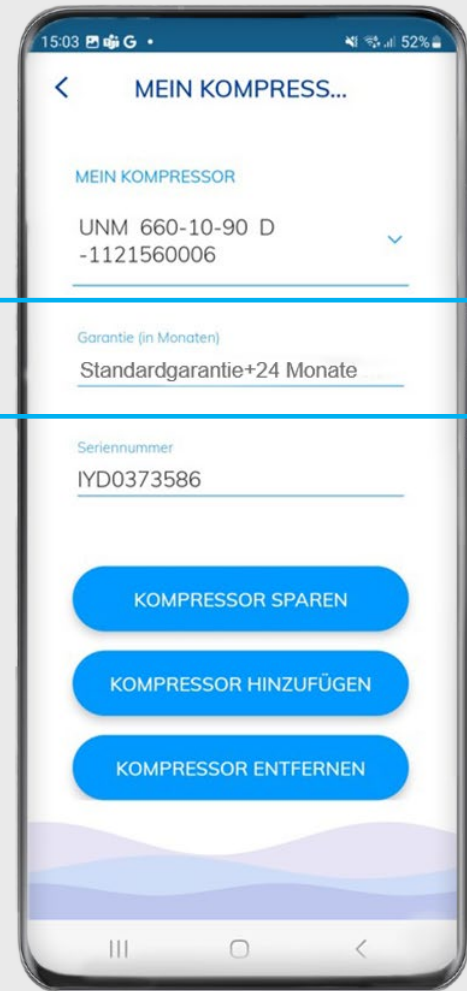 15:03 G • 52%
MEIN KOMPRESS...
MEIN KOMPRESSOR
UNM 660-10-90 D
-1121560006
Garantie (in Monaten)
Standardgarantie+24 Monate
Seriennummer
IYD0373586
KOMPRESSOR SPAREN
KOMPRESSOR HINZUFÜGEN
KOMPRESSOR ENTFERNEN